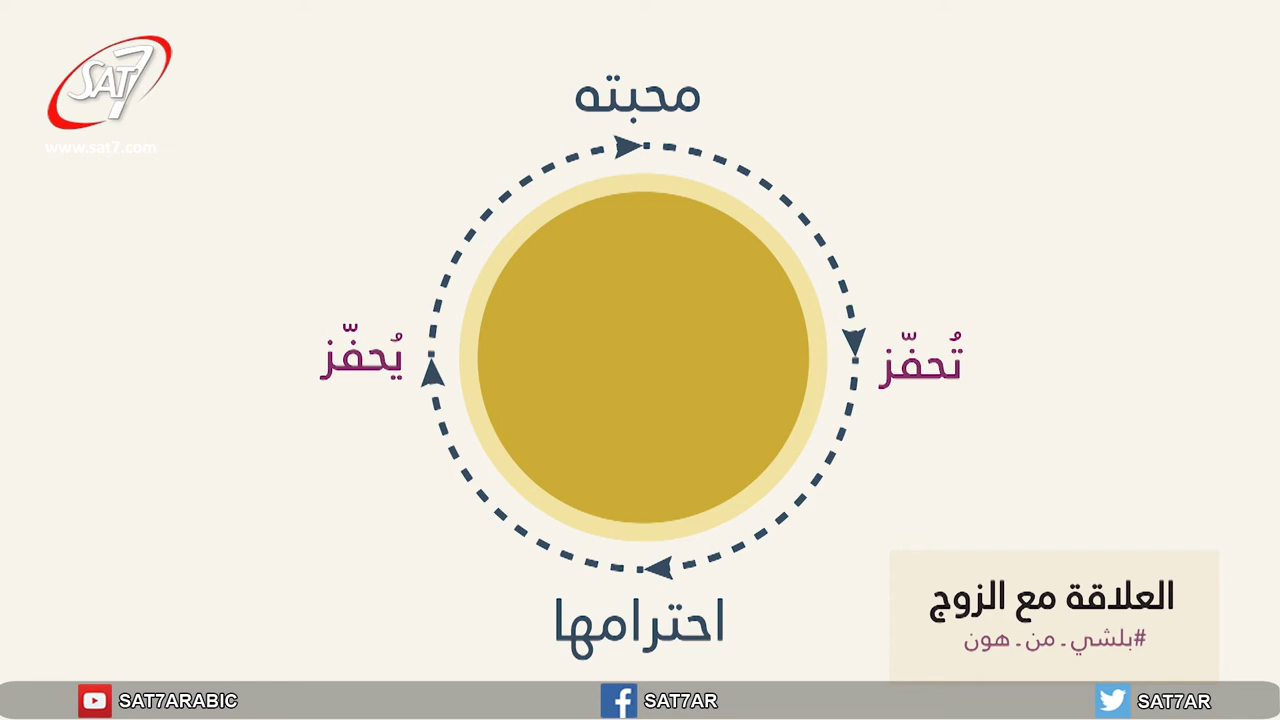 SAT7
www.sat7.com
محبته
تُحفّز
احترامها
يُحفّز
العلاقة مع الزوج
#بلشي_من_هون
SAT7ARABIC
SAT7AR
SAT7AR